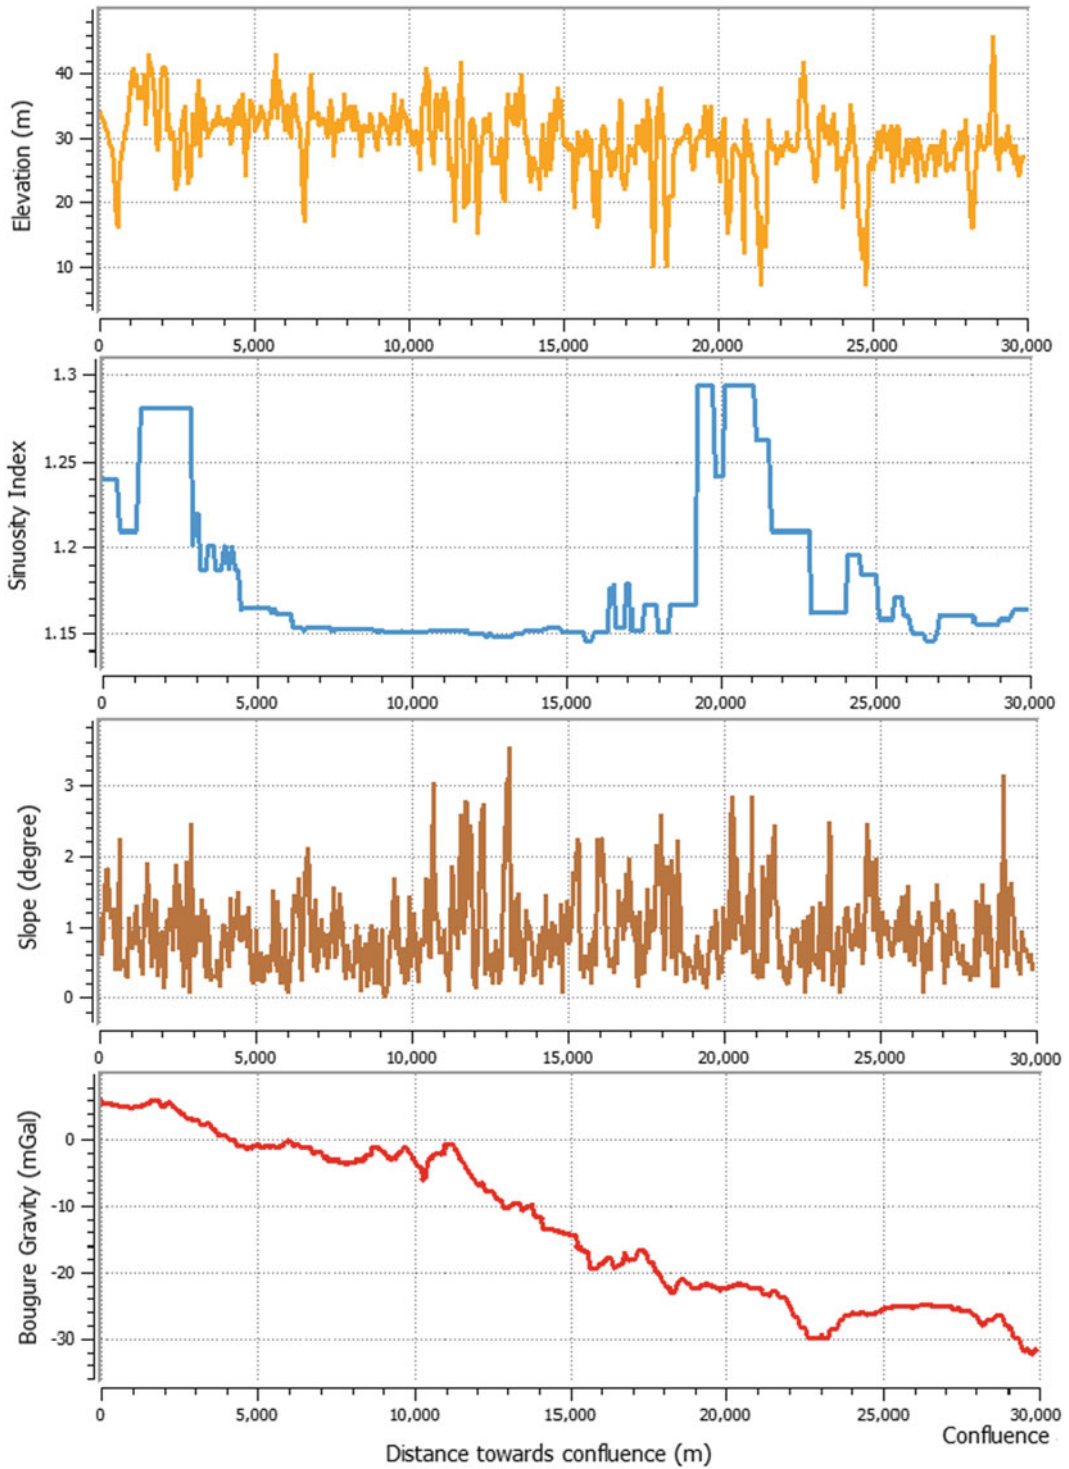 Elevation (m)
40
30
20
10
0 5,000 10,000 15,000 20,000 25,000 30,000
Sinuosity Index
1.3
1.25
1.2
1.15
0 5,000 10,000 15,000 20,000 25,000 30,000
Slope (degree)
3
2
1
0
0 5,000 10,000 15,000 20,000 25,000 30,000
Bougure Gravity (mGal)
0
-10
-20
-30
0 5,000 10,000 15,000 20,000 25,000 30,000
Confluence
Distance towards confluence (m)